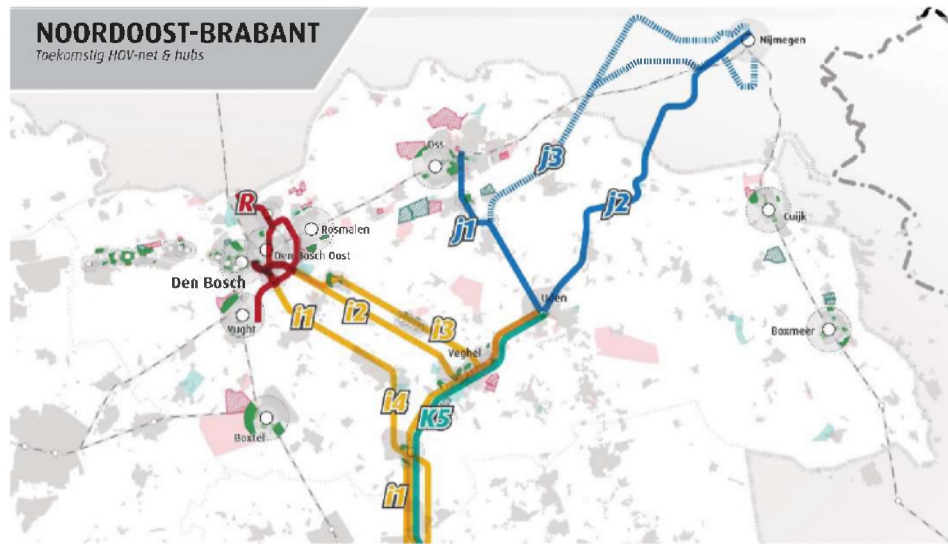 NOORDOOST-BRABANT
Toekomstig HOV-net & hubs
Nijmegen
Oss
j3
R
j2
Rosmalen
j1
Cuijk
Den Bosch Oost
Den Bosch
i1
i2
i3
Uden
Vught
Veghel
Boxmeer
i4
K5
Boxtel
i1